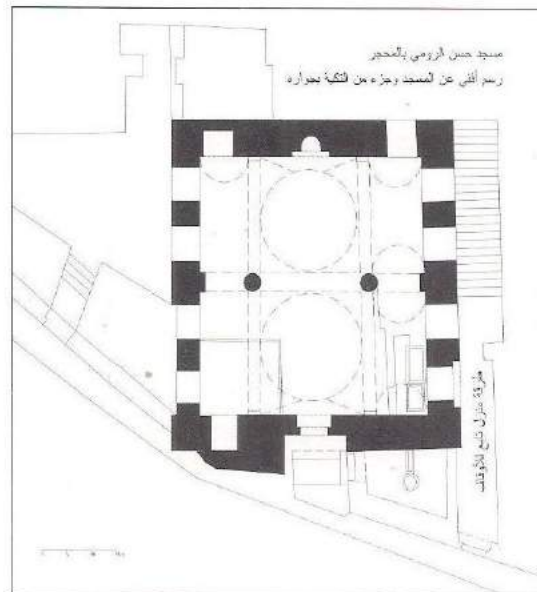 مسجد حسن الرومي بالمحجر
رسم أفقي عن المسجد وجزء من التكية بجواره
طرقة منزل تابع للأوقاف